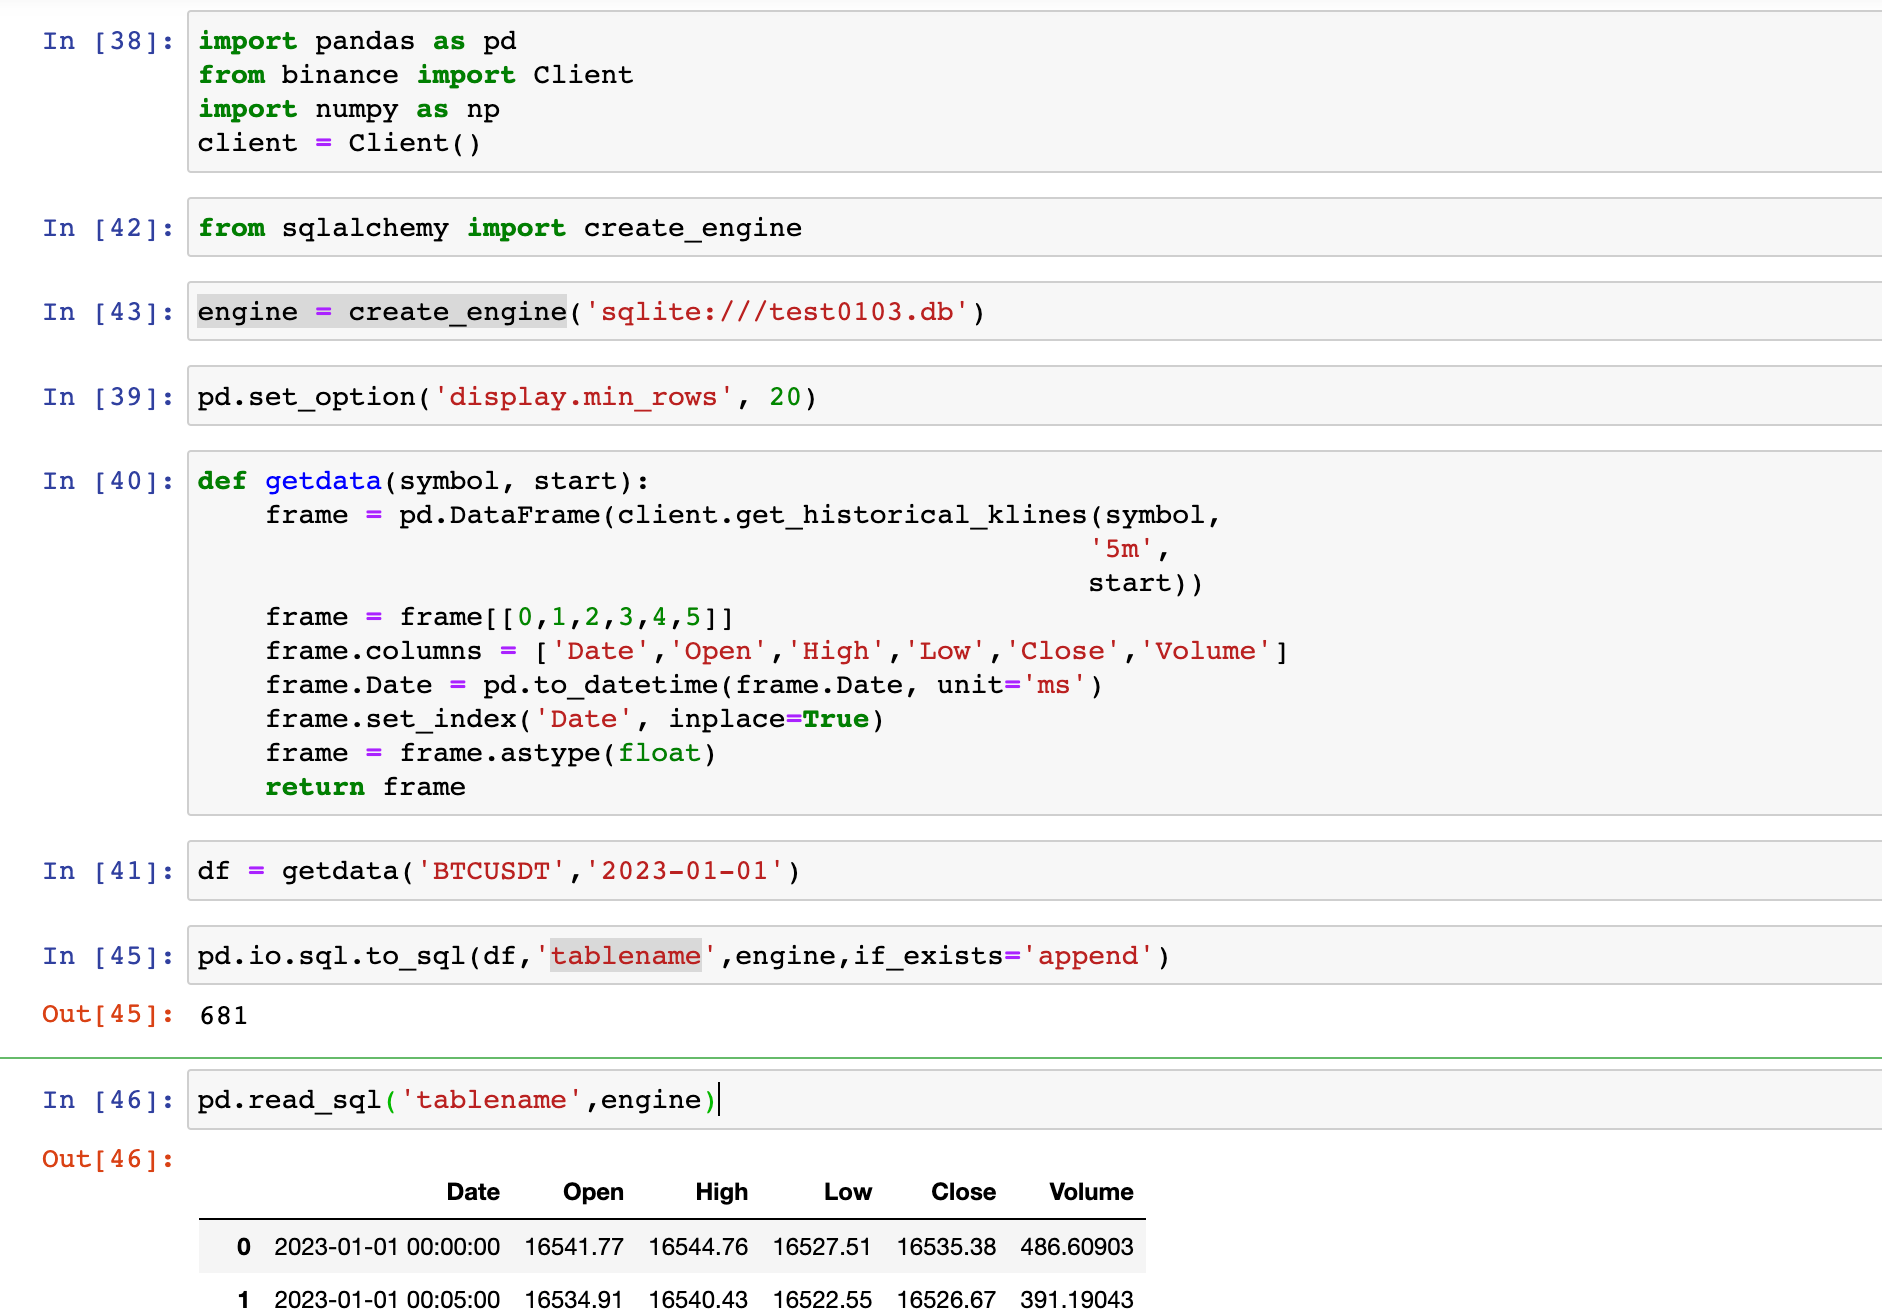 In [38]: import pandas as pd
from binance import Client
import numpy as np
client = Client()
In [42]: from sqlalchemy import create_engine
In [43]: engine = create_engine('sqlite:///test0103.db')
In [39]: pd.set_option('display.min_rows', 20)
In [40]: def getdata(symbol, start):
    frame = pd.DataFrame(client.get_historical_klines(symbol,
                                                     '5m',
                                                     start))
    frame = frame[[0,1,2,3,4,5]]
    frame.columns = ['Date','Open','High','Low','Close','Volume']
    frame.Date = pd.to_datetime(frame.Date, unit='ms')
    frame.set_index('Date', inplace=True)
    frame = frame.astype(float)
    return frame
In [41]: df = getdata('BTCUSDT','2023-01-01')
In [45]: pd.io.sql.to_sql(df,'tablename',engine,if_exists='append')
Out[45]: 681
In [46]: pd.read_sql('tablename',engine)
Out[46]:
Date Open High Low Close Volume
0 2023-01-01 00:00:00 16541.77 16544.76 16527.51 16535.38 486.60903
1 2023-01-01 00:05:00 16534.91 16540.43 16522.55 16526.67 391.19043